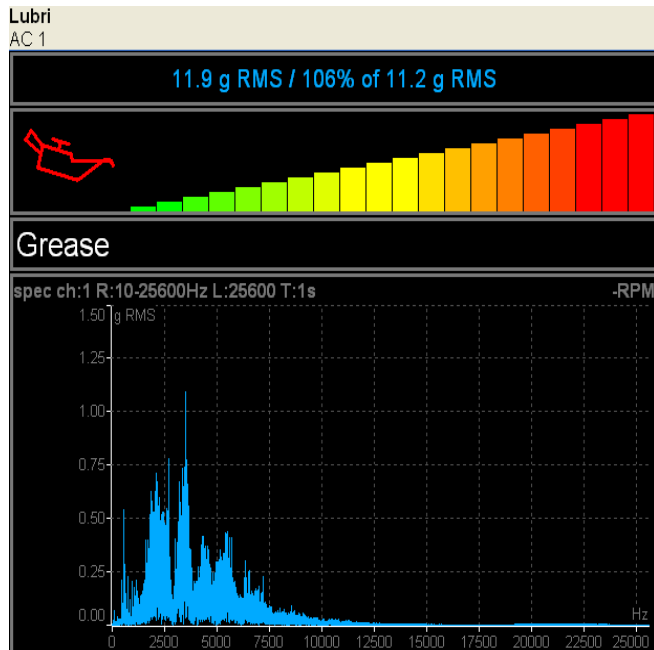 Lubri
AC 1
11.9 g RMS / 106% of 11.2 g RMS
Grease
spec ch:1 R:10-25600Hz L:25600 T:1s -RPM
1.50 g RMS
1.25
1.00
0.75
0.50
0.25
0.00 Hz
0 2500 5000 7500 10000 12500 15000 17500 20000 22500 25000